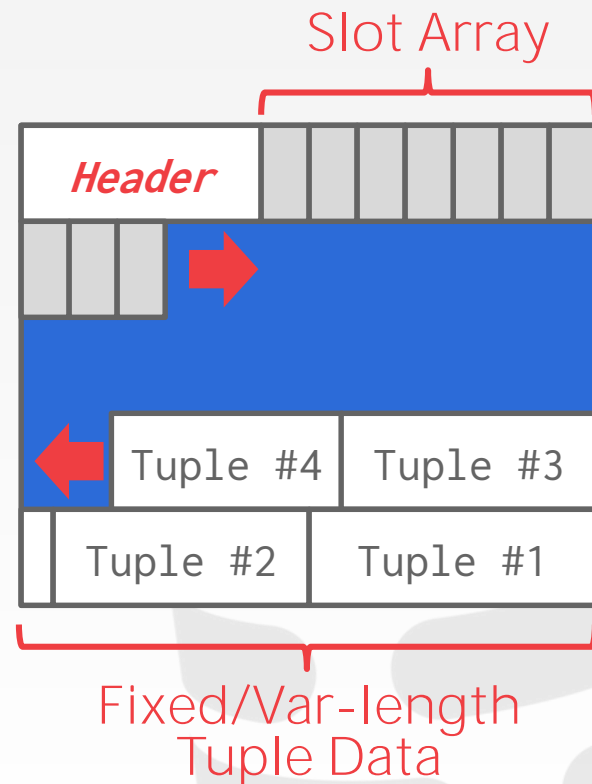 Slot Array
Header
Tuple #4 Tuple #3
Tuple #2 Tuple #1
Fixed/Var-length
Tuple Data